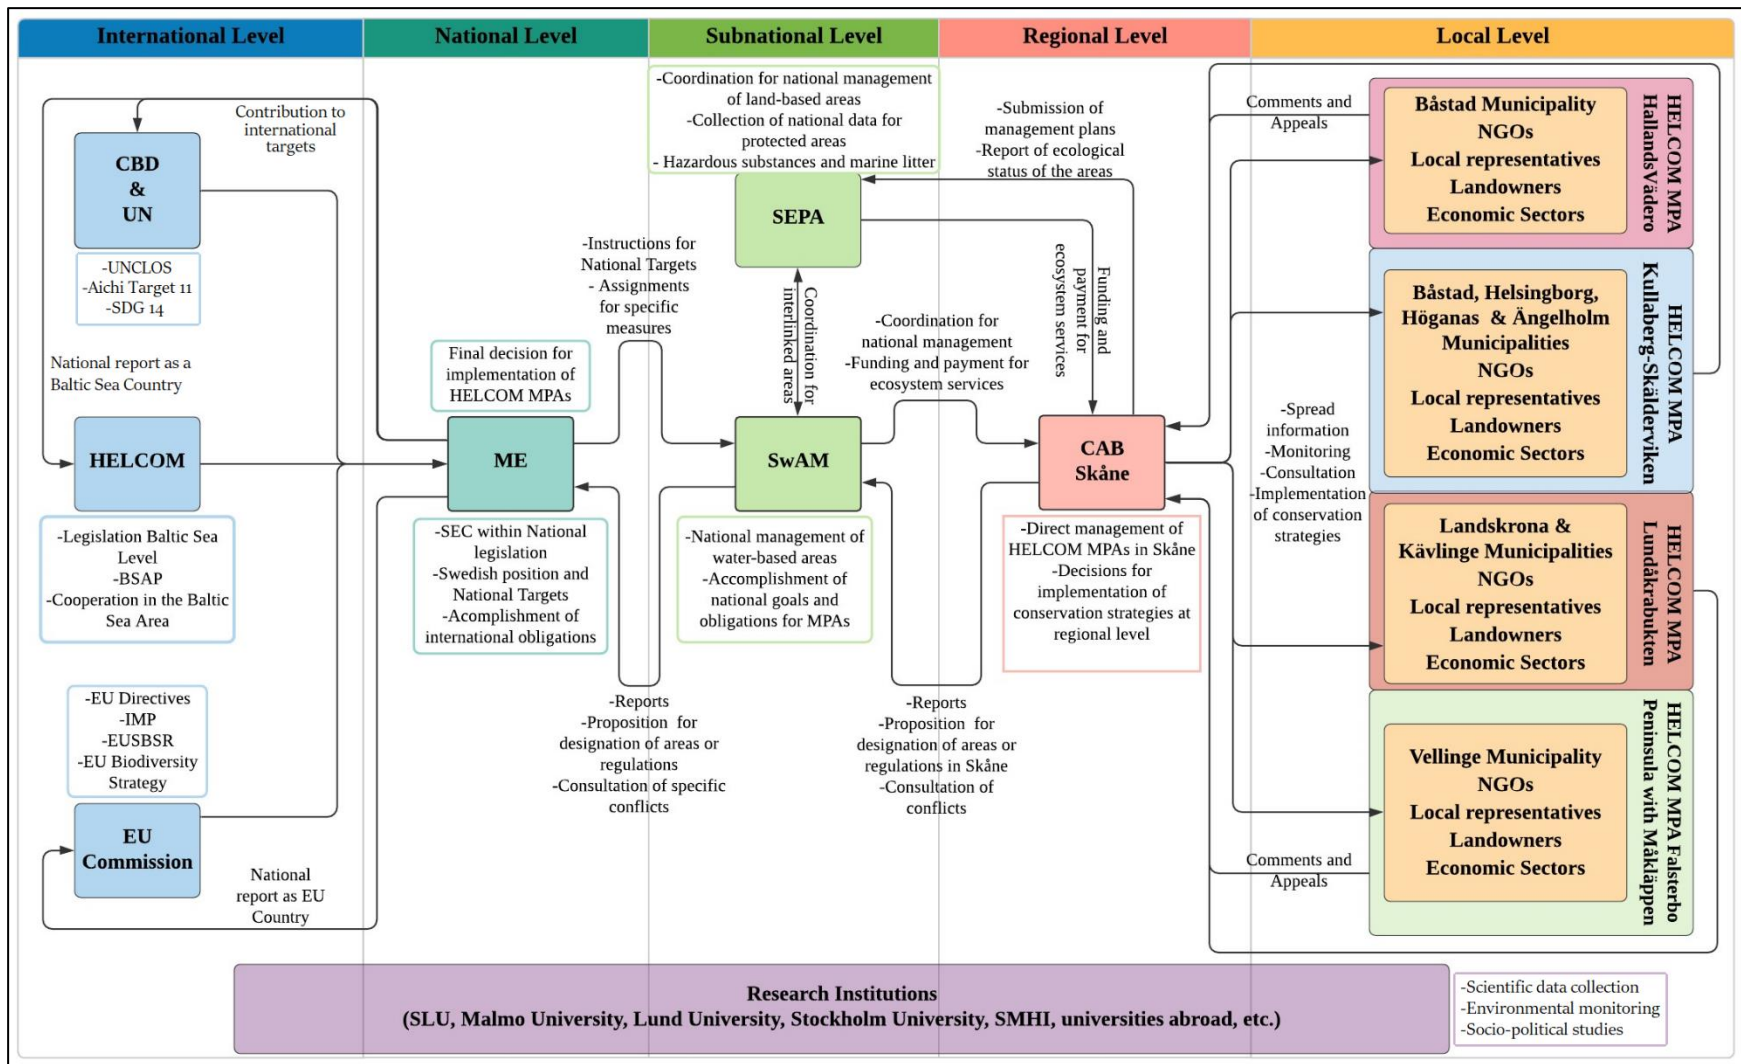 International Level
National Level
Subnational Level
Regional Level
Local Level
Contribution to
international
targets
CBD
&
UN
-UNCLOS
-Aichi Target 11
-SDG 14
National report as a
Baltic Sea Country
HELCOM
-Legislation Baltic Sea
Level
-BSAP
-Cooperation in the Baltic
Sea Area
-EU Directives
-IMP
-EUSBSR
-EU Biodiversity
Strategy
EU
Commission
National
report as EU
Country
Final decision for
implementation of
HELCOM MPAs
ME
-SEC within National
legislation
-Swedish position and
National Targets
-Acomplishment of
international obligations
-Instructions for
National Targets
- Assignments
for specific
measures
-Reports
-Proposition for
designation of areas or
regulations
-Consultation of specific
conflicts
-Coordination for national management
of land-based areas
-Collection of national data for
protected areas
- Hazardous substances and marine litter
SEPA
Coordination for
interlinked areas
SwAM
-National management of
water-based areas
-Accomplishment of
national goals and
obligations for MPAs
-Coordination for
national management
-Funding and payment for
ecosystem services
-Reports
-Proposition for
designation of areas or
regulations in Skåne
-Consultation of
conflicts
-Submission of
management plans
-Report of ecological
status of the areas
Funding and
payment for
ecosystem services
CAB
Skåne
-Direct management of
HELCOM MPAs in Skåne
-Decisions for
implementation of
conservation strategies at
regional level
Comments and
Appeals
-Spread
information
-Monitoring
-Consultation
-Implementation
of conservation
strategies
Comments and
Appeals
Båstad Municipality
NGOs
Local representatives
Landowners
Economic Sectors
HELCOM MPA
HallandsVädero
Båstad, Helsingborg,
Höganas & Ängelholm
Municipalities
NGOs
Local representatives
Landowners
Economic Sectors
HELCOM MPA
Kullaberg-Skälderviken
Landskrona &
Kävlinge Municipalities
NGOs
Local representatives
Landowners
Economic Sectors
HELCOM MPA
Lundåkrabukten
Vellinge Municipality
NGOs
Local representatives
Landowners
Economic Sectors
HELCOM MPA Falsterbo
Peninsula with Måkläppen
Research Institutions
(SLU, Malmo University, Lund University, Stockholm University, SMHI, universities abroad, etc.)
-Scientific data collection
-Environmental monitoring
-Socio-political studies